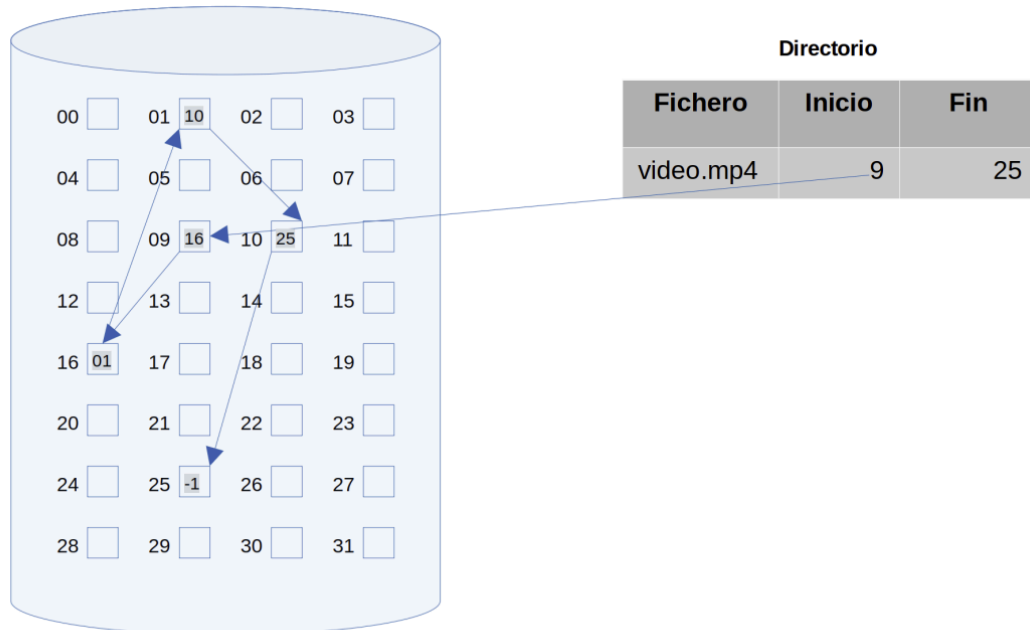 Directorio
Fichero Inicio Fin
video.mp4 9 25
00 01 10 02 03
04 05 06 07
08 09 16 10 25 11
12 13 14 15
16 01 17 18 19
20 21 22 23
24 25 -1 26 27
28 29 30 31